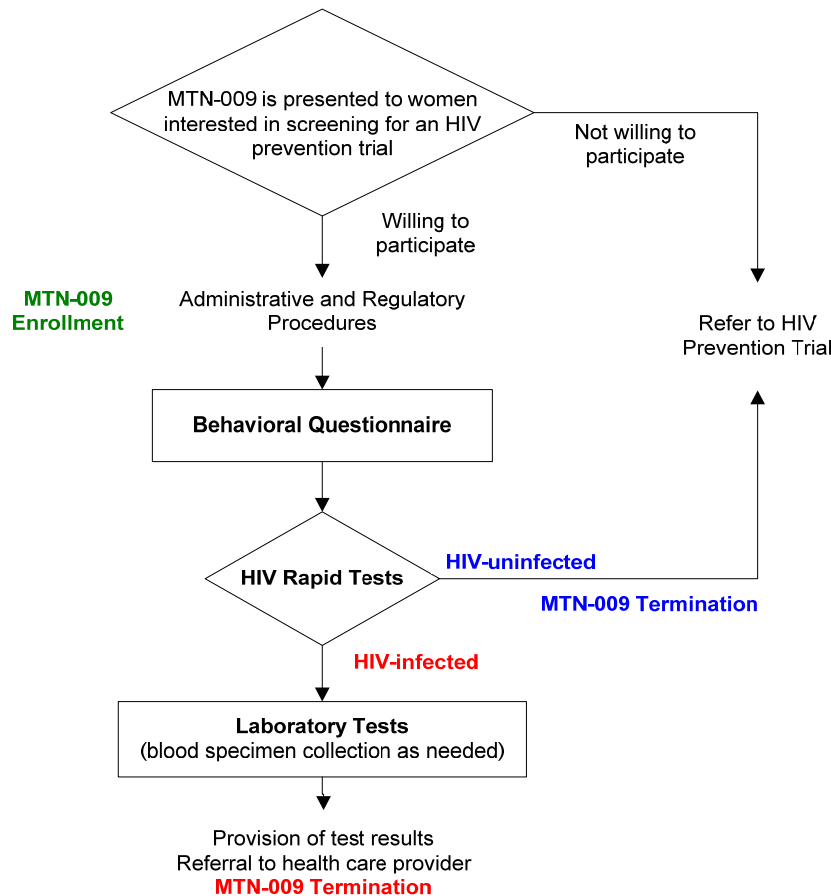 MTN-009 is presented to women
interested in screening for an HIV
prevention trial
Not willing to
participate
Willing to
participate
MTN-009
Enrollment
Administrative and Regulatory
Procedures
Refer to HIV
Prevention Trial
Behavioral Questionnaire
HIV Rapid Tests
HIV-uninfected
MTN-009 Termination
HIV-infected
Laboratory Tests
(blood specimen collection as needed)
Provision of test results
Referral to health care provider
MTN-009 Termination